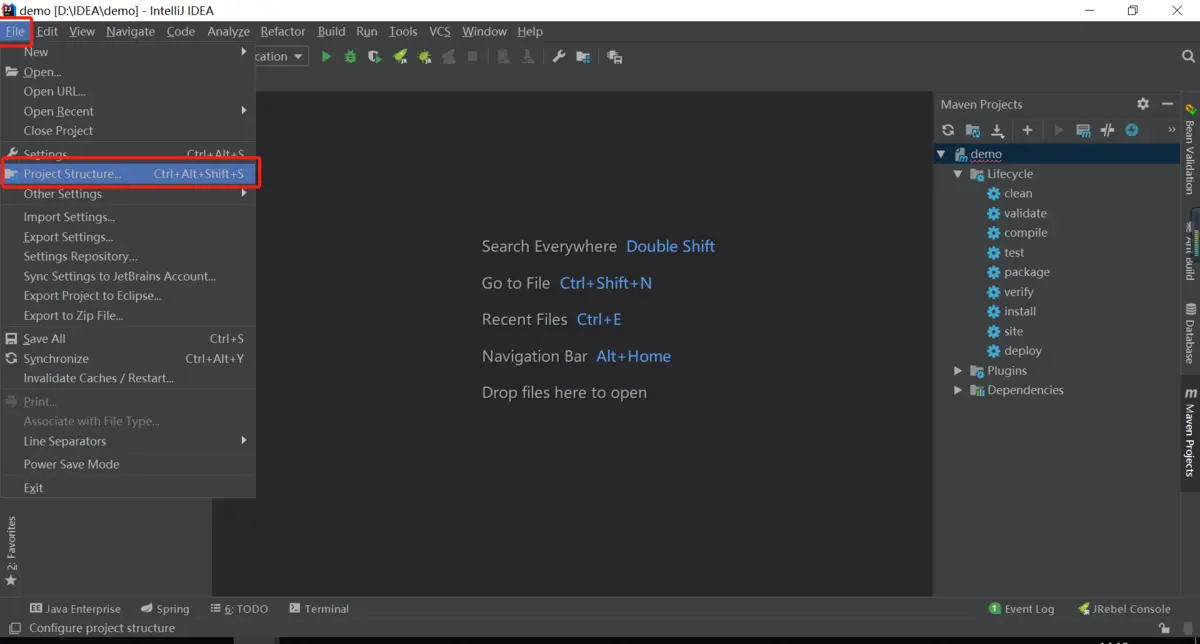 demo [D:\IDEA\demo] - IntelliJ IDEA
File Edit View Navigate Code Analyze Refactor Build Run Tools VCS Window Help
New
Open...
Open URL...
Open Recent
Close Project
Settings... Ctrl+Alt+S
Project Structure... Ctrl+Alt+Shift+S
Other Settings
Import Settings...
Export Settings...
Settings Repository...
Sync Settings to JetBrains Account...
Export Project to Eclipse...
Export to Zip File...
Save All Ctrl+S
Synchronize Ctrl+Alt+Y
Invalidate Caches / Restart...
Print...
Associate with File Type...
Line Separators
Power Save Mode
Exit
Search Everywhere Double Shift
Go to File Ctrl+Shift+N
Recent Files Ctrl+E
Navigation Bar Alt+Home
Drop files here to open
Maven Projects
demo
Lifecycle
clean
validate
compile
test
package
verify
install
site
deploy
Plugins
Dependencies
Bean Validation
Ant Build
Database
Maven Projects
2: Favorites
Java Enterprise Spring 6: TODO Terminal
1 Event Log JRebel Console
Configure project structure